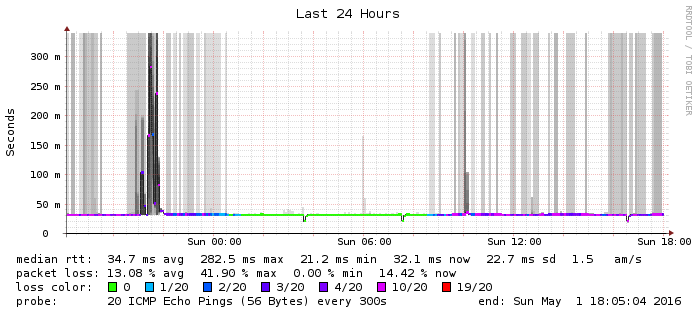 Last 24 Hours
RRDTOOL / TOBI OETIKER
Seconds
300 m
250 m
200 m
150 m
100 m
50 m
0
Sun 00:00 Sun 06:00 Sun 12:00 Sun 18:00
median rtt: 34.7 ms avg 282.5 ms max 21.2 ms min 32.1 ms now 22.7 ms sd 1.5 am/s
packet loss: 13.08 % avg 41.90 % max 0.00 % min 14.42 % now
loss color: 0 1/20 2/20 3/20 4/20 10/20 19/20
probe: 20 ICMP Echo Pings (56 Bytes) every 300s end: Sun May 1 18:05:04 2016